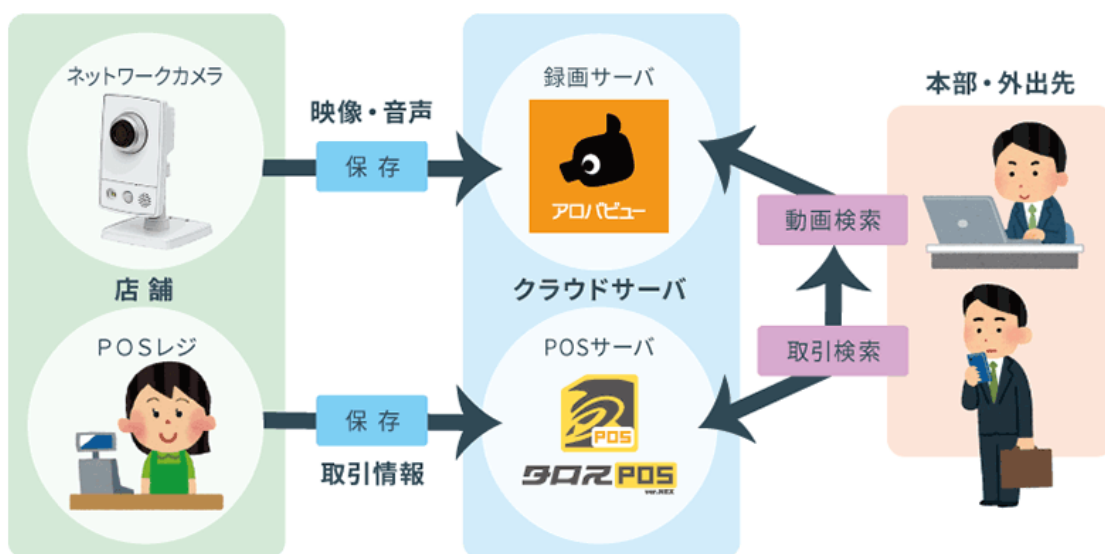 ネットワークカメラ
店舗
POSレジ
映像・音声
保存
保存
取引情報
録画サーバ
アロバビュー
クラウドサーバ
POSサーバ
POS
タロスPOS
ver.NEX
本部・外出先
動画検索
取引検索